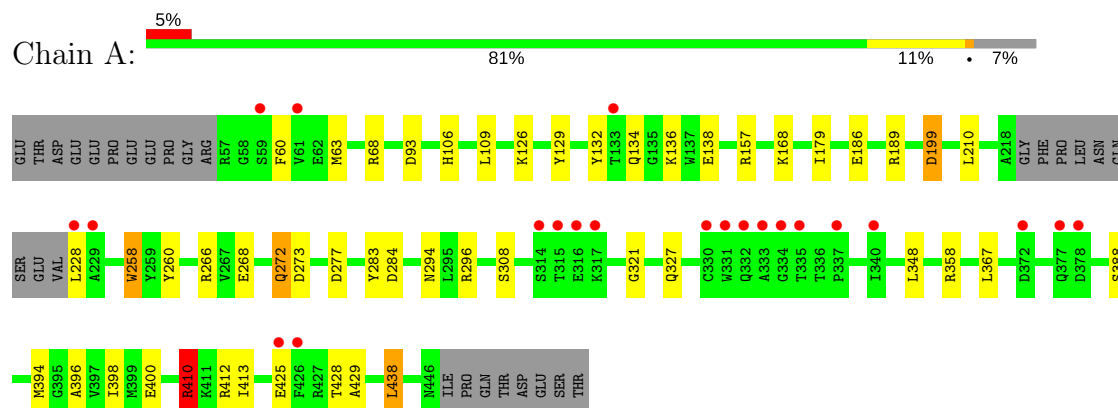 5%
Chain A:
81% 11% • 7%
GLU THR ASP GLU GLU PRO GLU GLU PRO GLY ARG R57 G58 S59 F60 V61 E62 M63 R68 D93 H106 L109 K126 Y129 Y132 T133 Q134 G135 K136 W137 E138 R157 K168 I179 E186 R189 D199 L210 A218 GLY PHE PRO LEU ASN GLN
SER GLU VAL L228 A229 W258 Y259 Y260 R266 V267 E268 Q272 D273 D277 Y283 D284 N294 L295 R296 S308 S314 T315 E316 K317 G321 Q327 C330 W331 Q332 A333 G334 T335 T336 P337 I340 L348 R358 L367 D372 Q377 D378 S388
M394 G395 A396 V397 I398 M399 E400 R410 K411 R412 I413 E425 F426 R427 T428 A429 L438 N446 ILE PRO GLN THR ASP GLU SER THR